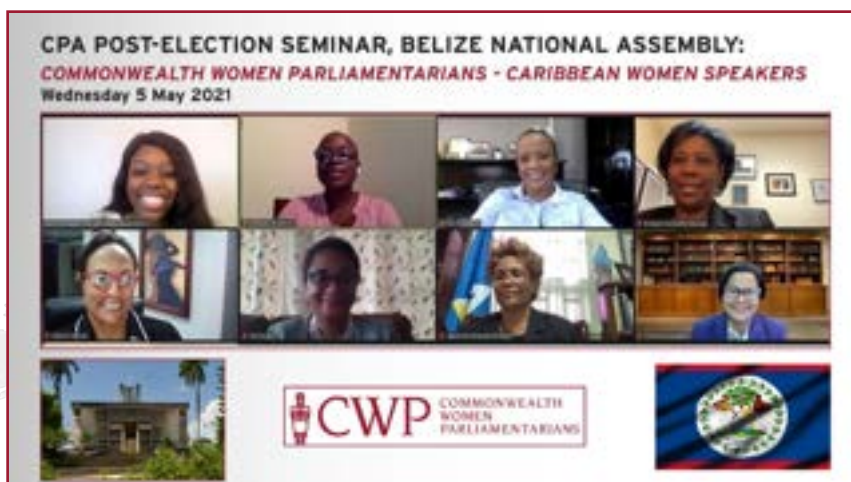 CPA POST-ELECTION SEMINAR, BELIZE NATIONAL ASSEMBLY:
COMMONWEALTH WOMEN PARLIAMENTARIANS - CARIBBEAN WOMEN SPEAKERS
Wednesday 5 May 2021
CWP
COMMONWEALTH
WOMEN
PARLIAMENTARIANS